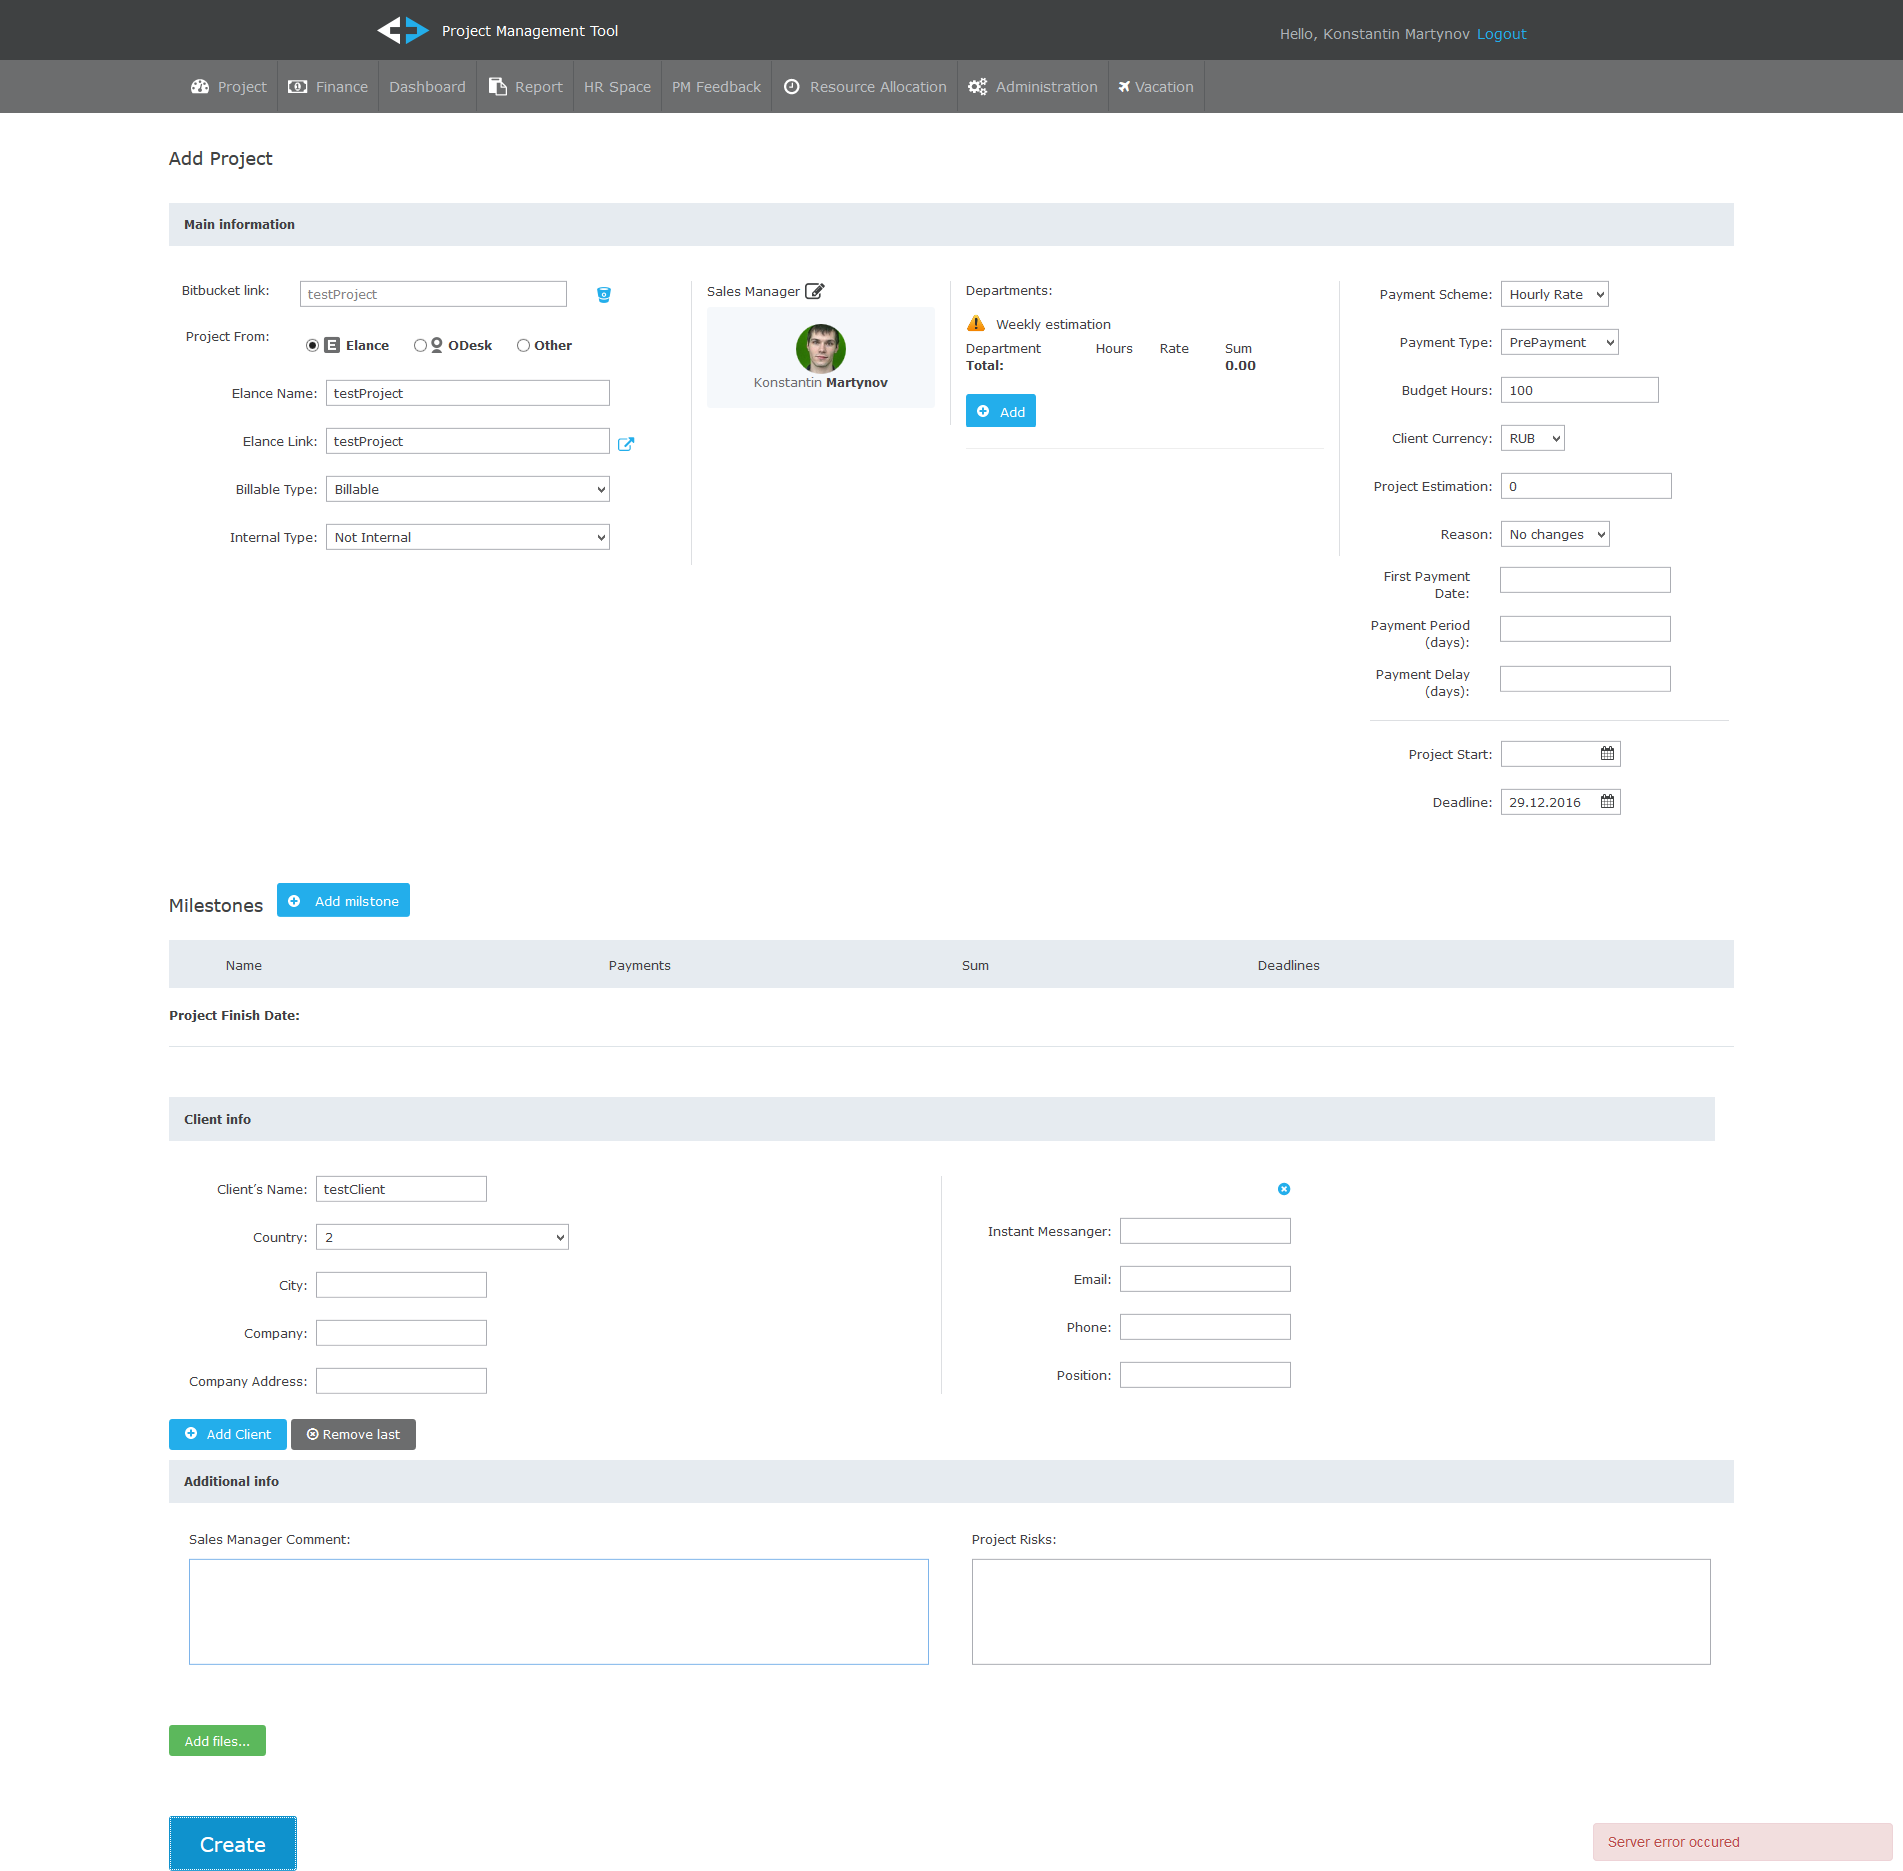 Project Management Tool
Hello, Konstantin Martynov Logout
Project Finance Dashboard Report HR Space PM Feedback Resource Allocation Administration Vacation
Add Project
Main information
Bitbucket link: testProject
Project From: E Elance ODesk Other
Elance Name: testProject
Elance Link: testProject
Billable Type: Billable
Internal Type: Not Internal
Sales Manager
Konstantin Martynov
Departments:
Weekly estimation
Department Hours Rate Sum
Total: 0.00
Add
Payment Scheme: Hourly Rate
Payment Type: PrePayment
Budget Hours: 100
Client Currency: RUB
Project Estimation: 0
Reason: No changes
First Payment
Date:
Payment Period
(days):
Payment Delay
(days):
Project Start:
Deadline: 29.12.2016
Milestones Add milstone
Name Payments Sum Deadlines
Project Finish Date:
Client info
Client's Name: testClient
Country: 2
City:
Company:
Company Address:
Instant Messanger:
Email:
Phone:
Position:
Add Client Remove last
Additional info
Sales Manager Comment: Project Risks:
Add files...
Create
Server error occured